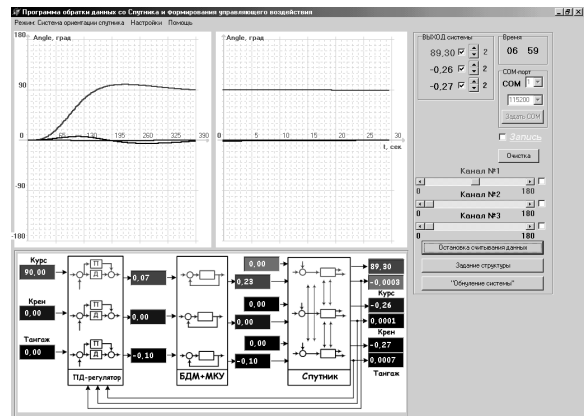 Программа обратки данных со Спутника и формирования управляющего воздействия
Режим: Система ориентации спутника Настройки Помощь
180 Angle, град
90
0 65 130 195 260 325 390
-90
-180
Angle, град
0 5 10 15 20 25 30
t, сек
ВЫХОД системы
89,30 2
-0,26 2
-0,27 2
Время
06 59
COM-порт
COM 1
115200
Задать COM
Запись
Очистка
Канал №1
0 180
Канал №2
0 180
Канал №3
0 180
Остановка считывания данных
Задание структуры
"Обнуление системы"
Курс
90,00 П Д 0,07 0,23 0,00 89,30
-0,0003
Курс
Крен
0,00 П Д 0,00 0,00 0,00 -0,26
0,0001
Крен
Тангаж
0,00 П Д -0,10 -0,10 0,00 -0,27
0,0007
Тангаж
ПД-регулятор БДМ+МКУ Спутник